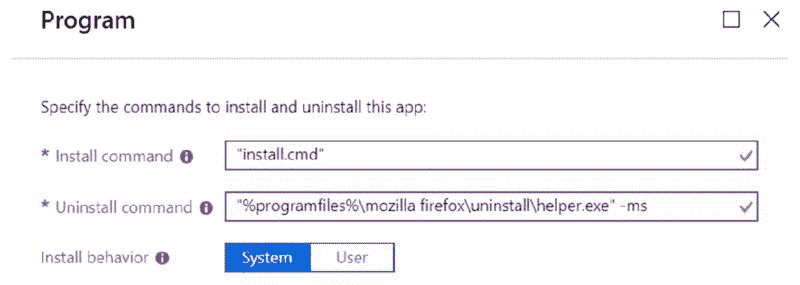 Program
Specify the commands to install and uninstall this app:
* Install command "install.cmd"
* Uninstall command "%programfiles%\mozilla firefox\uninstall\helper.exe" -ms
Install behavior System User